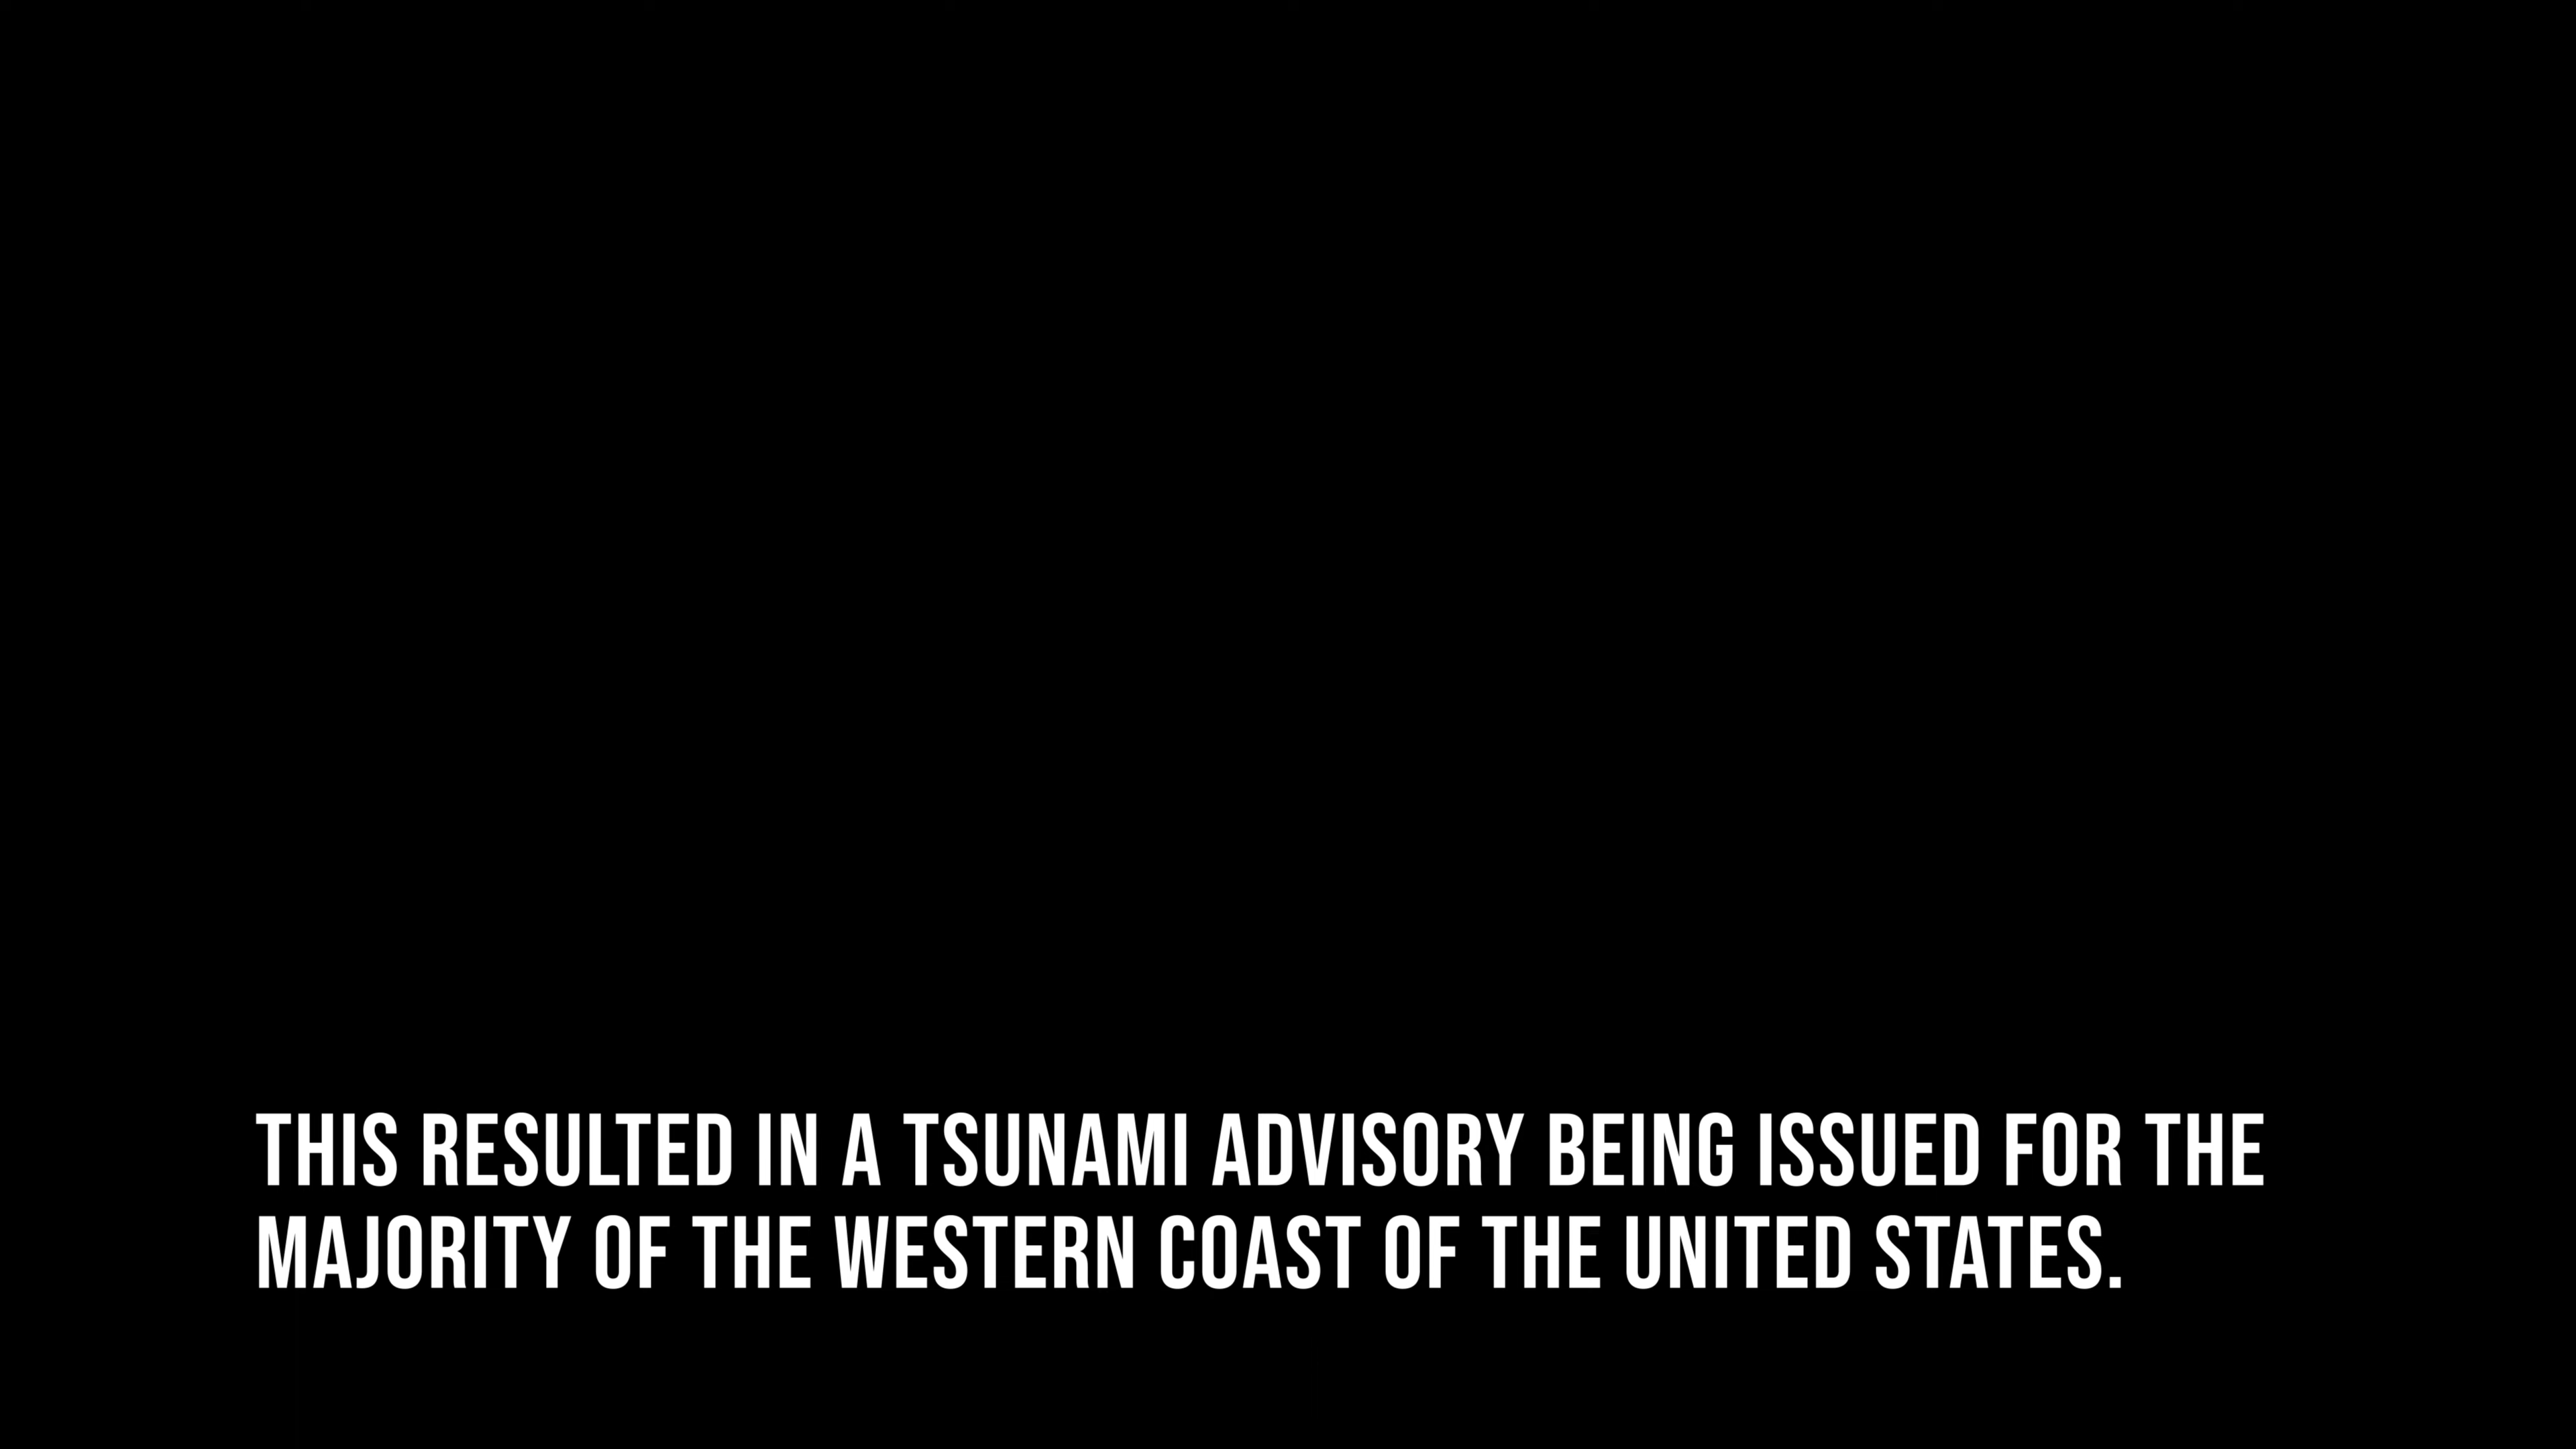 THIS RESULTED IN A TSUNAMI ADVISORY BEING ISSUED FOR THE
MAJORITY OF THE WESTERN COAST OF THE UNITED STATES.